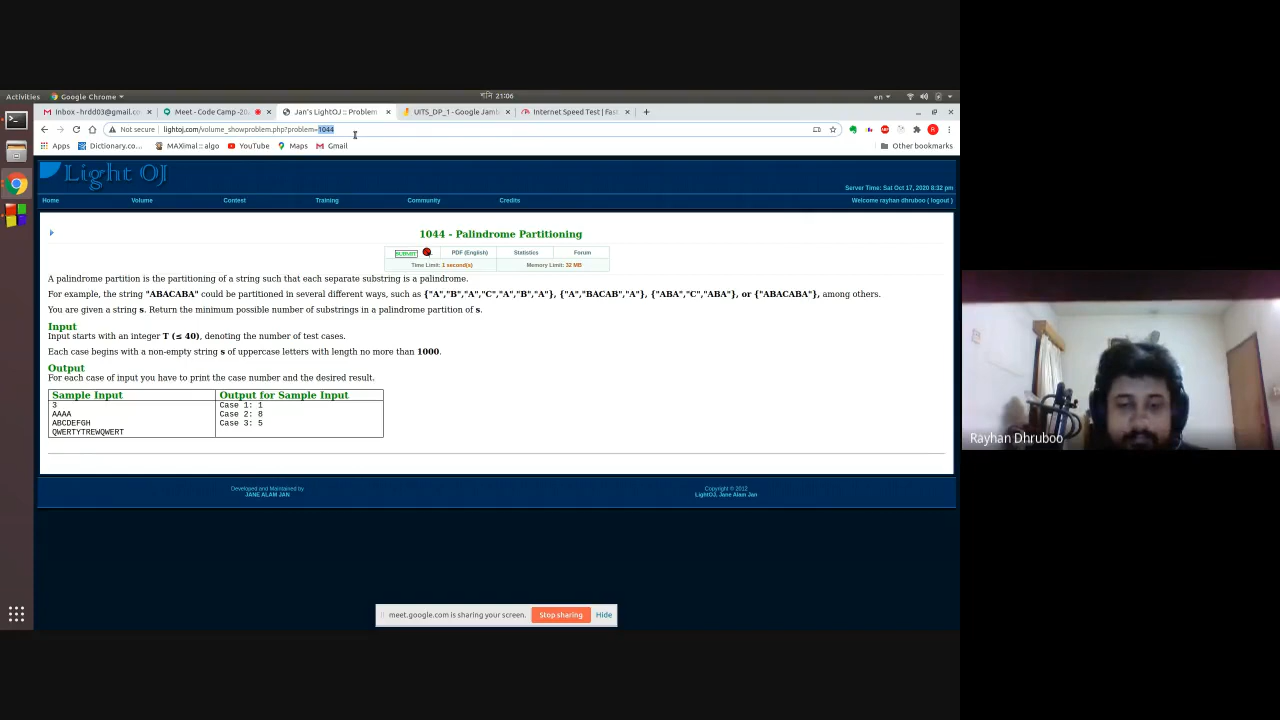 Activities
Google Chrome
শনি 21:06
en
Inbox - hrdd03@gmail.co
Meet - Code Camp -20
Jan's LightOJ :: Problem
UITS_DP_1 - Google Jamb
Internet Speed Test | Fas
Not secure
lightoj.com/volume_showproblem.php?problem=1044
Apps
Dictionary.co...
MAXimal :: algo
YouTube
Maps
Gmail
Other bookmarks
Light OJ
Server Time: Sat Oct 17, 2020 8:32 pm
Home
Volume
Contest
Training
Community
Credits
Welcome rayhan dhruboo ( logout )
1044 - Palindrome Partitioning
SUBMIT
PDF (English)
Statistics
Forum
Time Limit: 1 second(s)
Memory Limit: 32 MB
A palindrome partition is the partitioning of a string such that each separate substring is a palindrome.
For example, the string "ABACABA" could be partitioned in several different ways, such as {"A","B","A","C","A","B","A"}, {"A","BACAB","A"}, {"ABA","C","ABA"}, or {"ABACABA"}, among others.
You are given a string s. Return the minimum possible number of substrings in a palindrome partition of s.
Input
Input starts with an integer T (≤ 40), denoting the number of test cases.
Each case begins with a non-empty string s of uppercase letters with length no more than 1000.
Output
For each case of input you have to print the case number and the desired result.
Sample Input
Output for Sample Input
3
AAAA
ABCDEFGH
QWERTYTREWQWERT
Case 1: 1
Case 2: 8
Case 3: 5
Developed and Maintained by
JANE ALAM JAN
Copyright © 2012
LightOJ, Jane Alam Jan
meet.google.com is sharing your screen.
Stop sharing
Hide
Rayhan Dhruboo